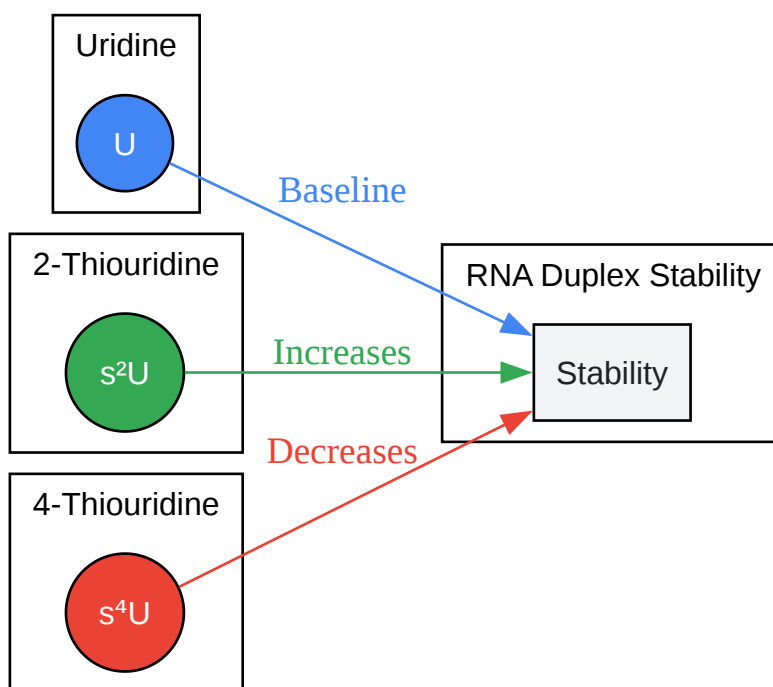 Uridine
U
Baseline
2-Thiouridine
s²U
Increases
RNA Duplex Stability
Stability
Decreases
4-Thiouridine
s⁴U